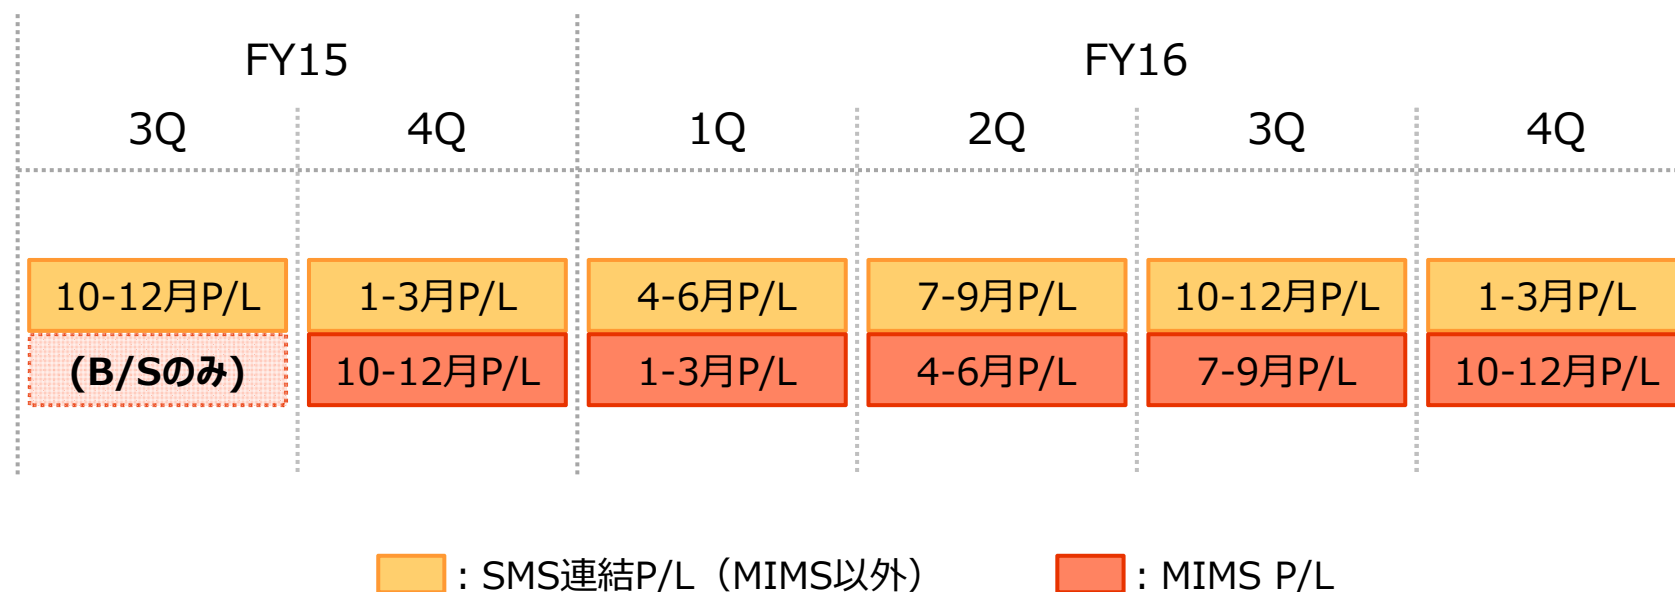 FY15 FY16
3Q 4Q 1Q 2Q 3Q 4Q
10-12月P/L 1-3月P/L 4-6月P/L 7-9月P/L 10-12月P/L 1-3月P/L
(B/Sのみ) 10-12月P/L 1-3月P/L 4-6月P/L 7-9月P/L 10-12月P/L
: SMS連結P/L（MIMS以外） : MIMS P/L